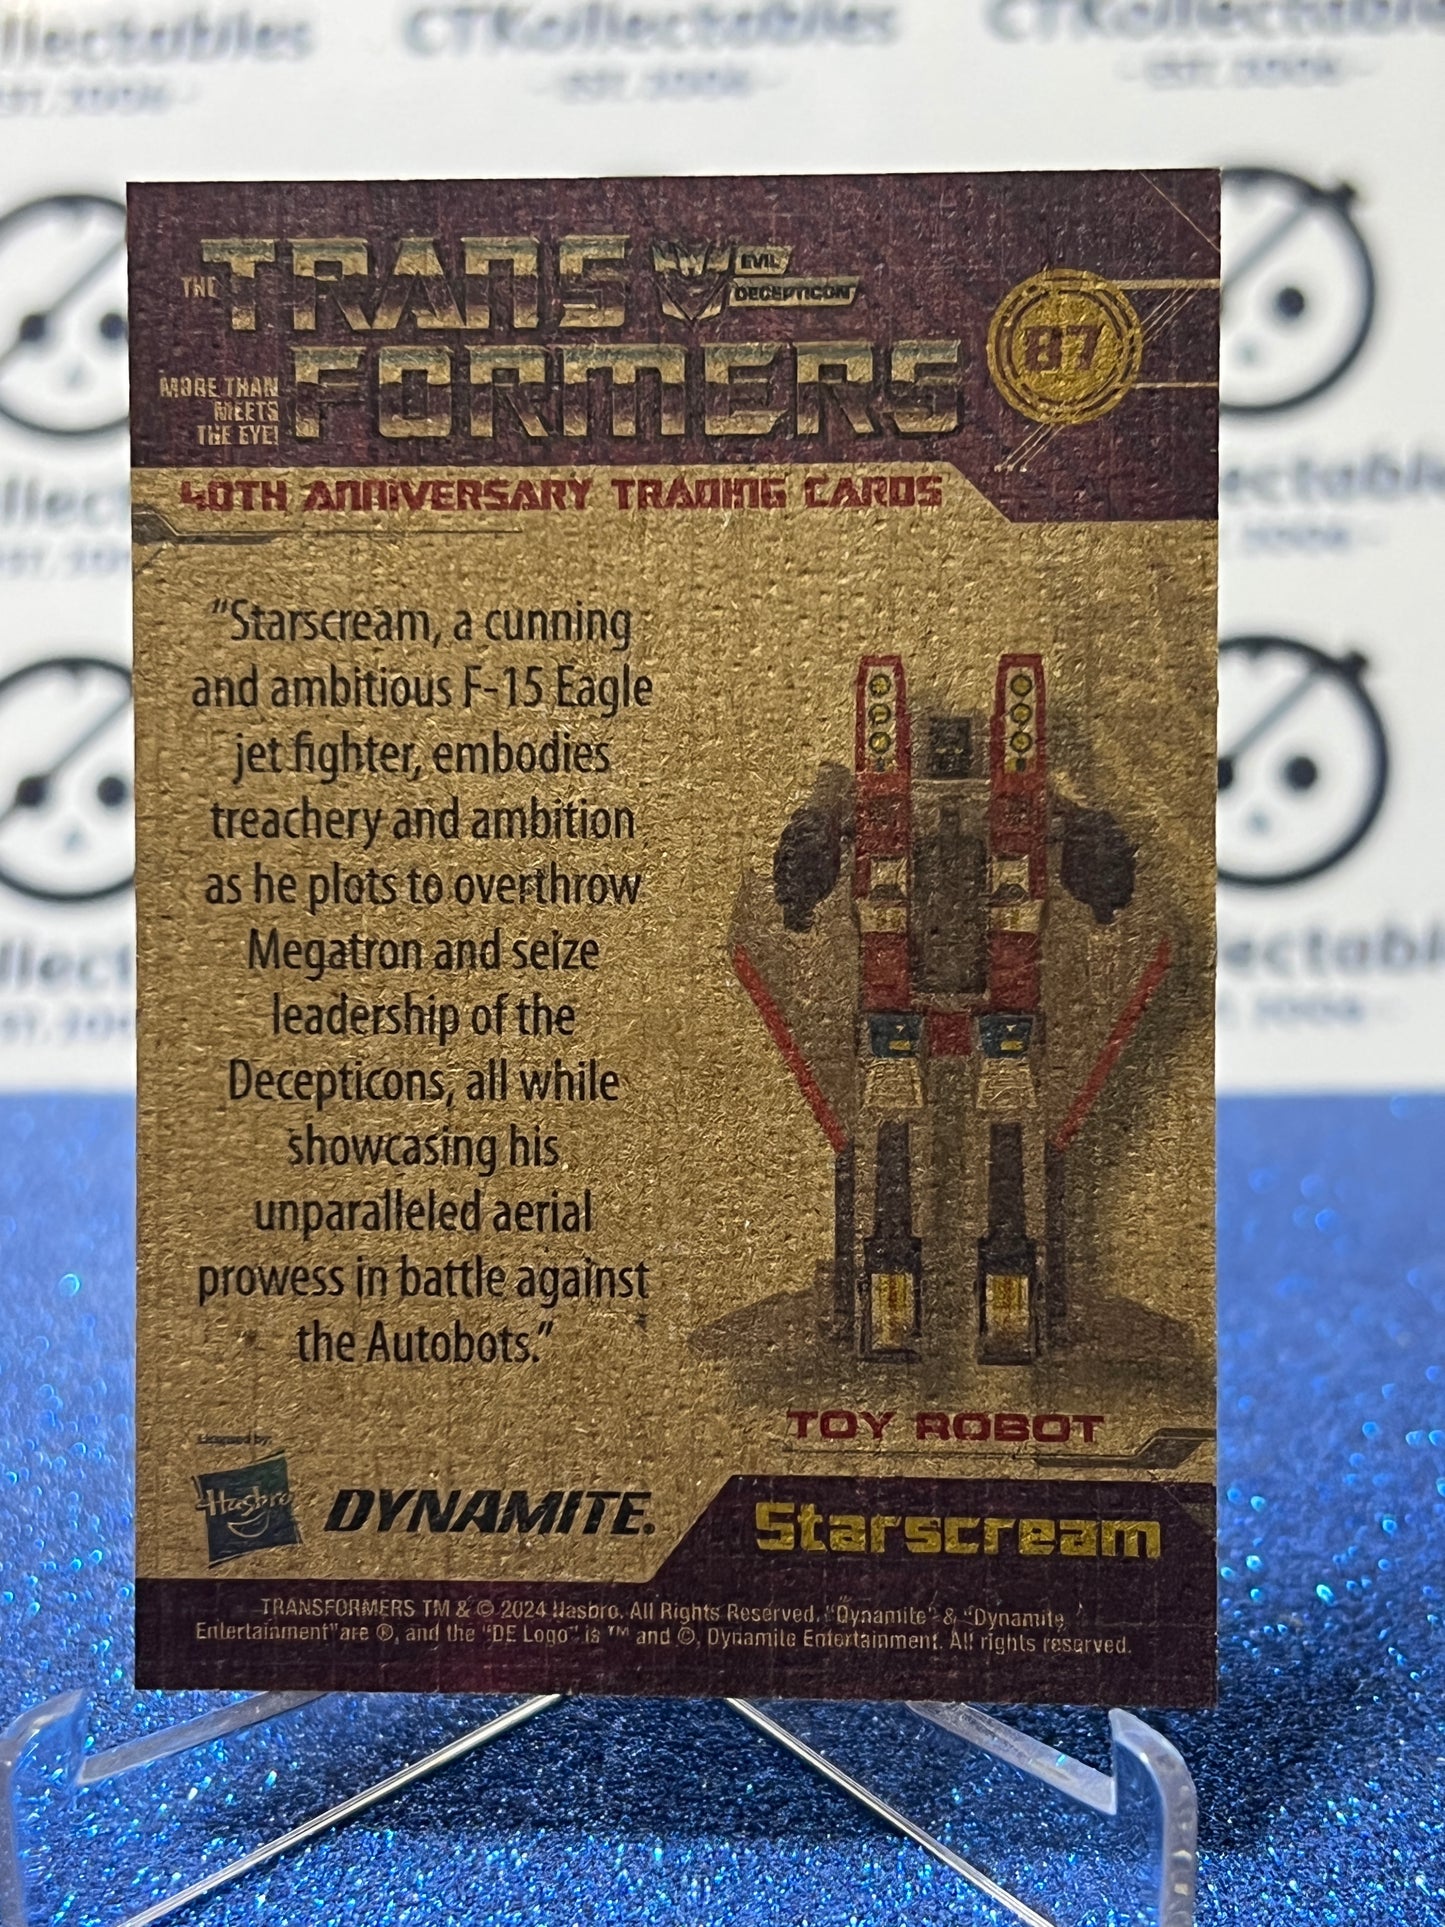 CTKollectables
EST. 2006
THE
TRANS
EVIL
DECEPTICON
FORMERS
MORE THAN
MEETS
THE EYE!
87
40TH ANNIVERSARY TRADING CARDS
“Starscream, a cunning
and ambitious F-15 Eagle
jet fighter, embodies
treachery and ambition
as he plots to overthrow
Megatron and seize
leadership of the
Decepticons, all while
showcasing his
unparalleled aerial
prowess in battle against
the Autobots.”
TOY ROBOT
Licensed by:
Hasbro
DYNAMITE.
Starscream
TRANSFORMERS TM & © 2024 Hasbro. All Rights Reserved. “Dynamite” & “Dynamite
Entertainment” are ®, and the “DE Logo” is ™ and ©, Dynamite Entertainment. All rights reserved.